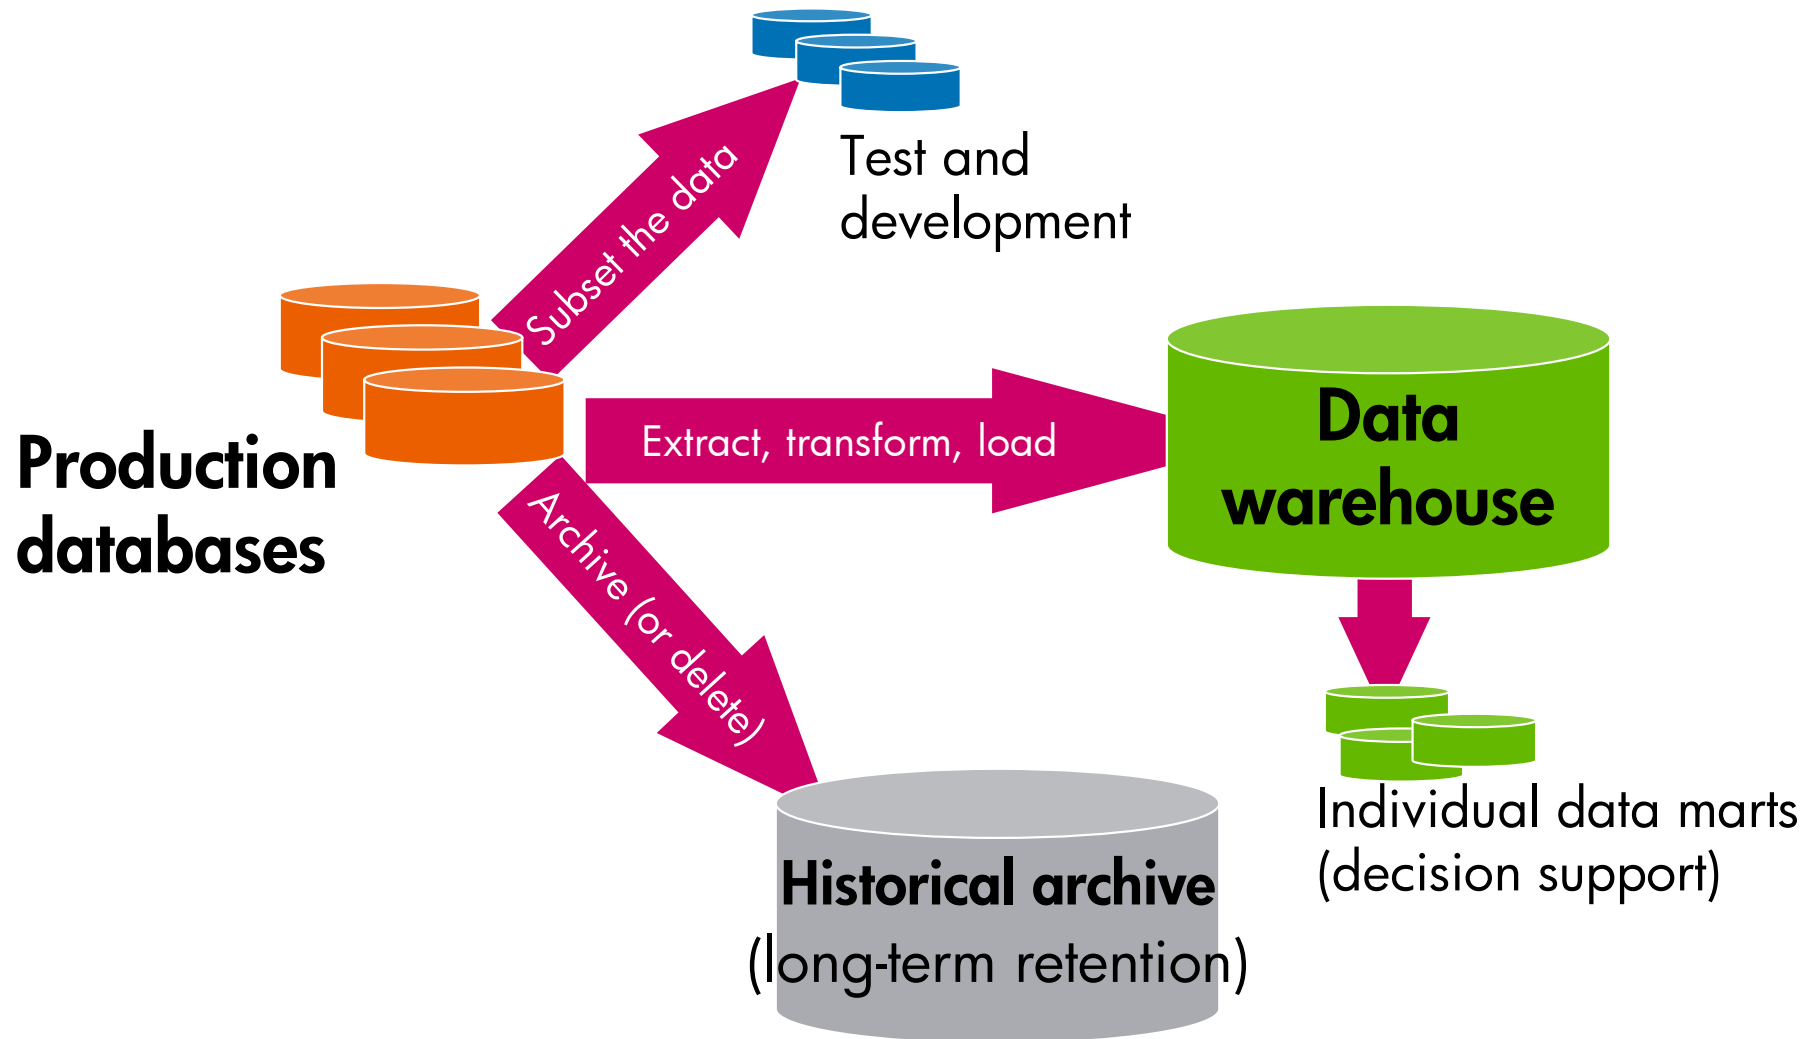 Test and
development
Subset the data
Production
databases
Extract, transform, load
Data
warehouse
Archive (or delete)
Individual data marts
(decision support)
Historical archive
(long-term retention)